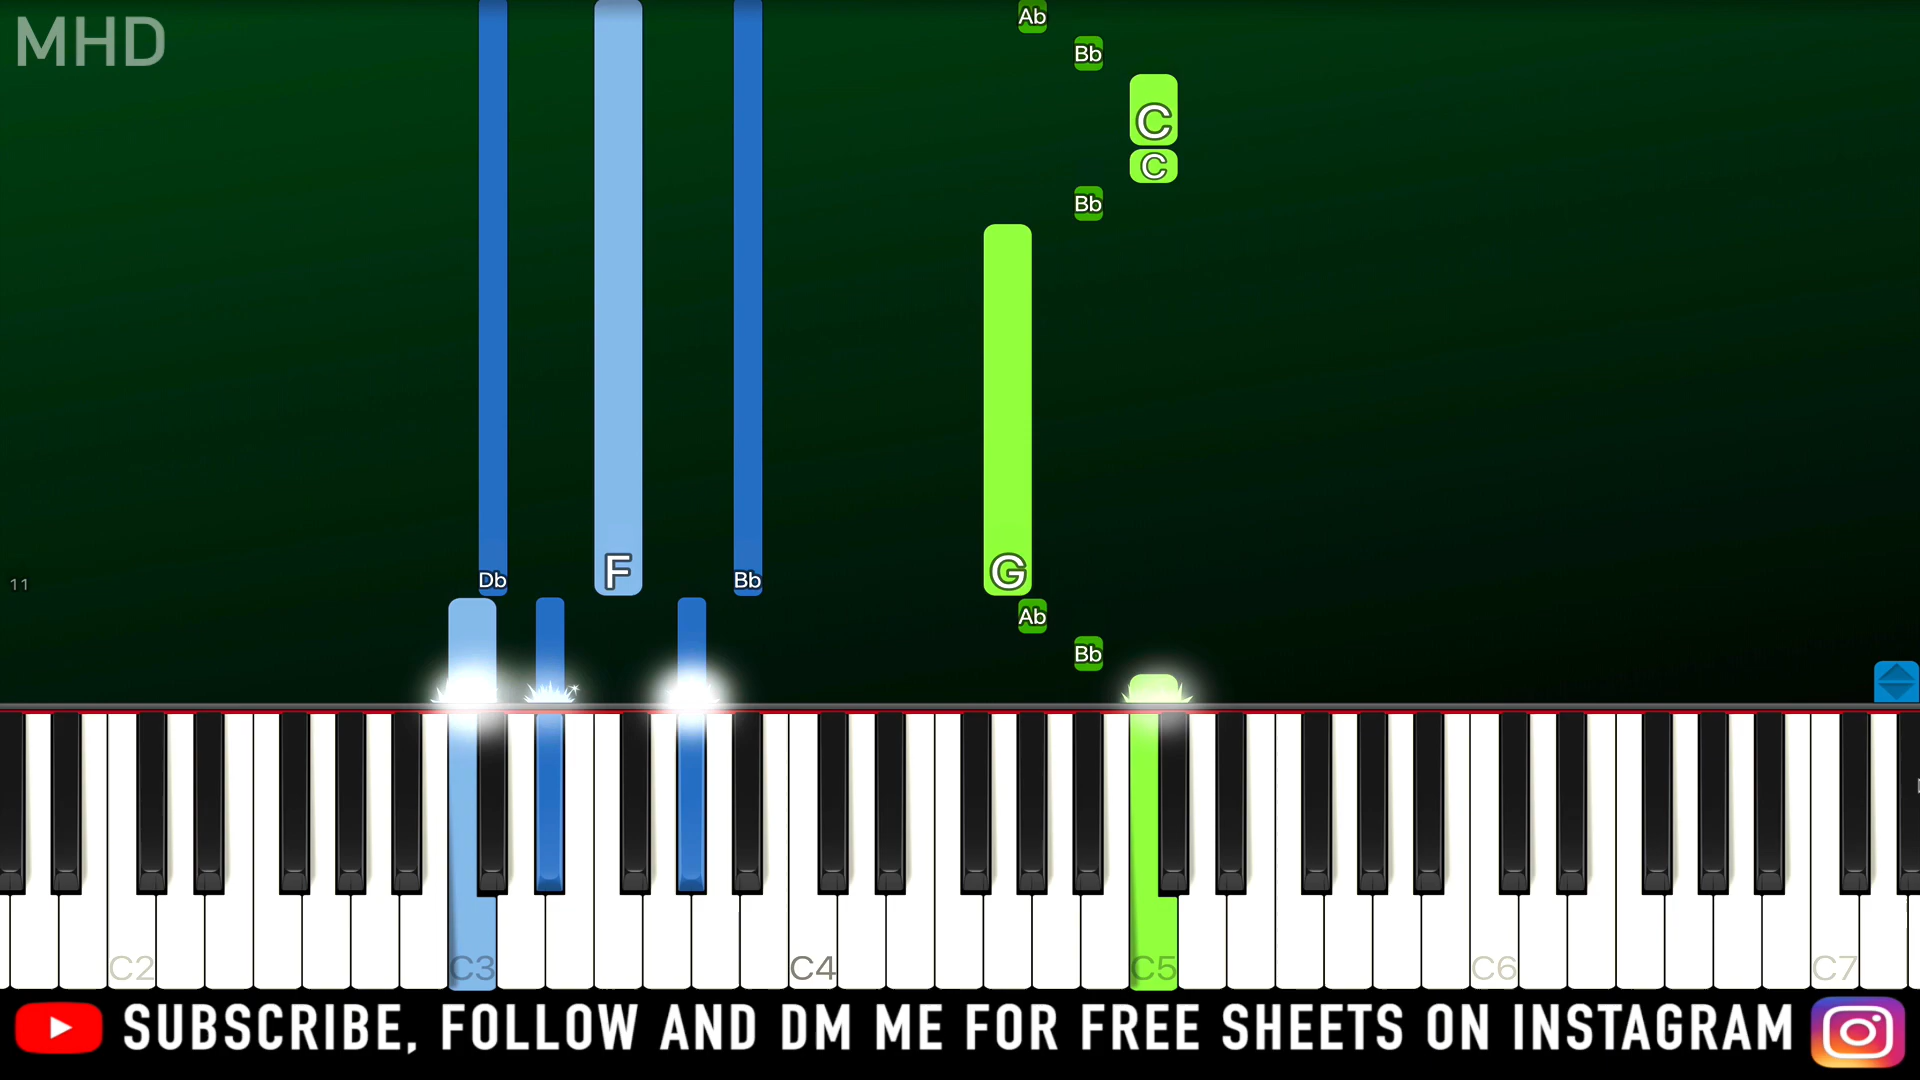 MHD
Ab
Bb
C
C
Bb
Db
F
Bb
G
11
Ab
Bb
C2
C3
C4
C5
C6
C7
SUBSCRIBE, FOLLOW AND DM ME FOR FREE SHEETS ON INSTAGRAM